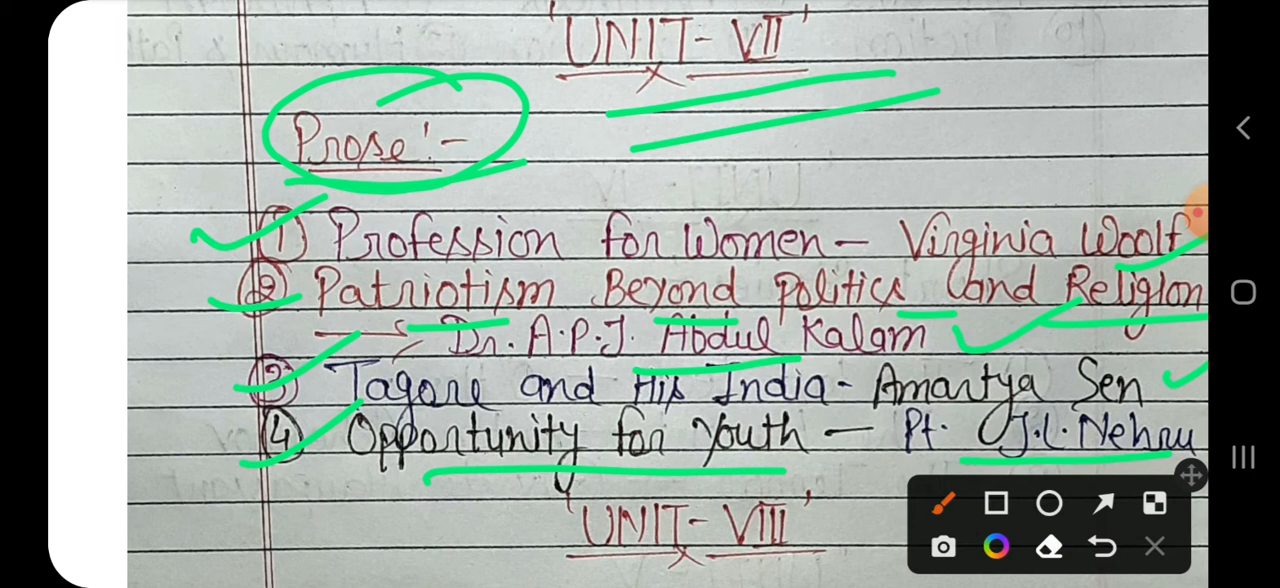 'UNIT- VII'
Prose:-
(1) Profession for Women - Virginia Woolf
(2) Patriotism Beyond Politics and Religion
→ Dr. A.P.J. Abdul Kalam
(3) Tagore and His India - Amartya Sen
(4) Opportunity for Youth - Pt. J.L. Nehru
'UNIT- VIII'